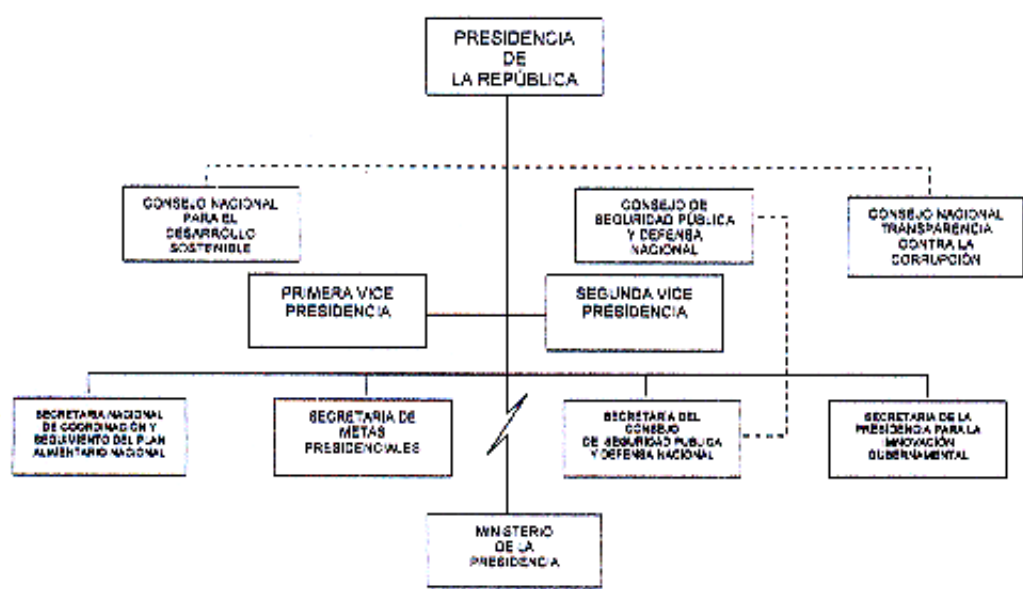 PRESIDENCIA
DE
LA REPÚBLICA
CONSEJO NACIONAL
PARA EL
DESARROLLO
SOSTENIBLE
CONSEJO DE
SEGURIDAD PÚBLICA
Y DEFENSA
NACIONAL
CONSEJO NACIONAL
TRANSPARENCIA
CONTRA LA
CORRUPCIÓN
PRIMERA VICE
PRESIDENCIA
SEGUNDA VICE
PRESIDENCIA
SECRETARIA NACIONAL
DE COORDINACIÓN Y
SEGUIMIENTO DEL PLAN
ALIMENTARIO NACIONAL
SECRETARIA DE
METAS
PRESIDENCIALES
SECRETARIA DEL
CONSEJO
DE SEGURIDAD PUBLICA
Y DEFENSA NACIONAL
SECRETARIA DE LA
PRESIDENCIA PARA LA
INNOVACIÓN
GUBERNAMENTAL
MINISTERIO
DE LA
PRESIDENCIA